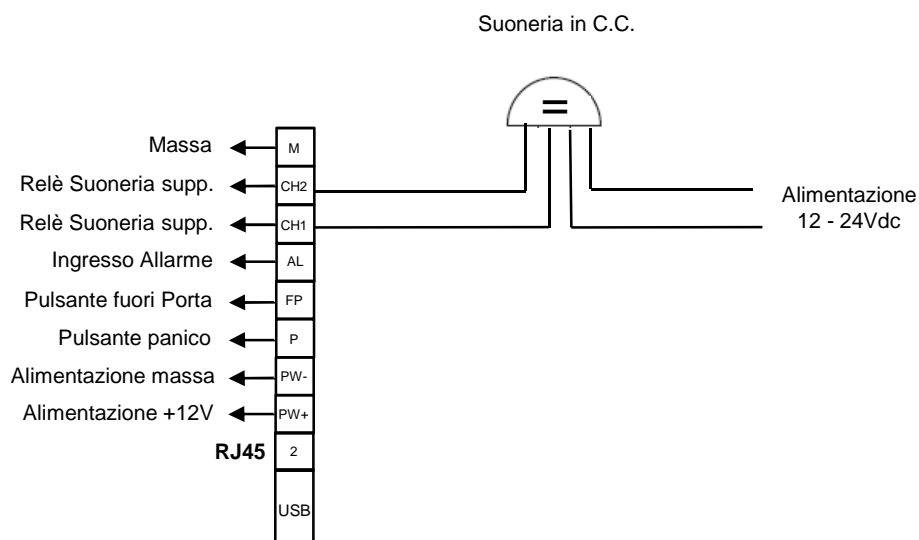 Suoneria in C.C.
=
Massa
M
Relè Suoneria supp.
CH2
Alimentazione
12 - 24Vdc
Relè Suoneria supp.
CH1
Ingresso Allarme
AL
Pulsante fuori Porta
FP
Pulsante panico
P
Alimentazione massa
PW-
Alimentazione +12V
PW+
RJ45
2
USB